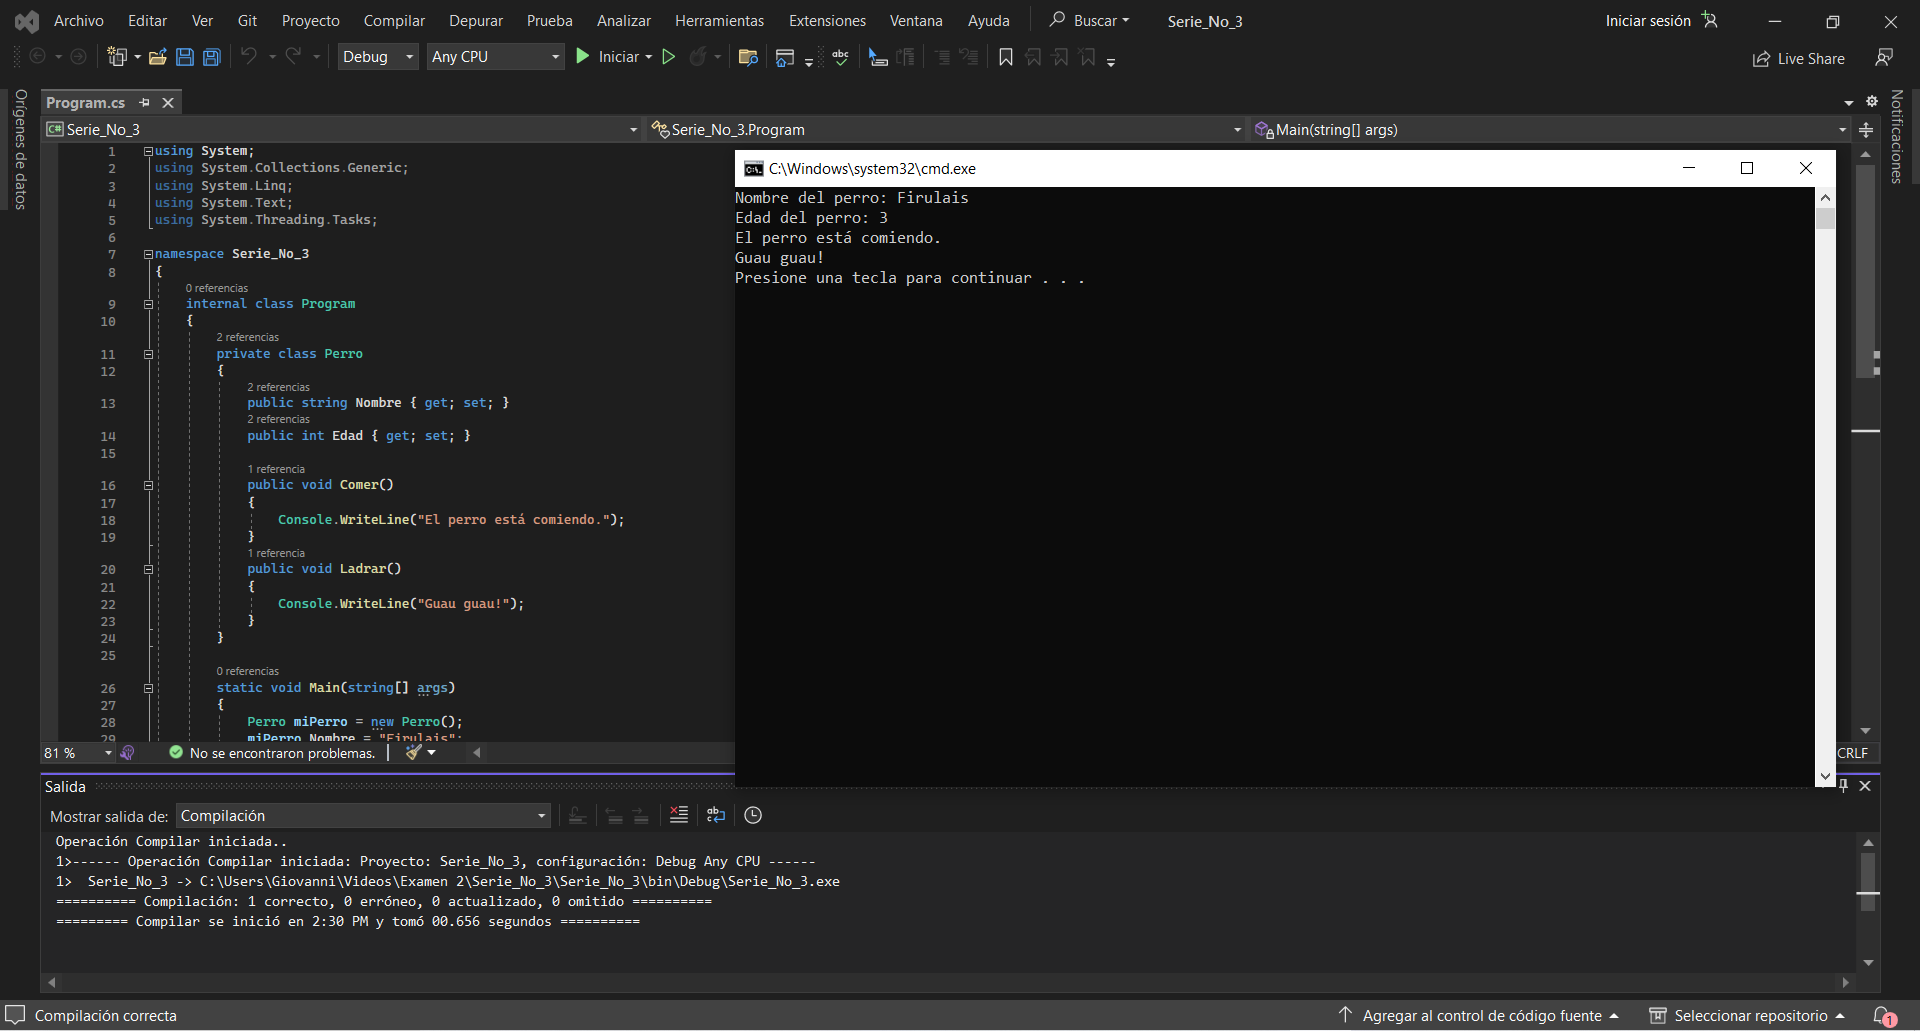 Archivo Editar Ver Git Proyecto Compilar Depurar Prueba Analizar Herramientas Extensiones Ventana Ayuda Buscar Serie_No_3 Iniciar sesión
Debug Any CPU Iniciar Live Share
Orígenes de datos
Notificaciones
Program.cs
Serie_No_3 Serie_No_3.Program Main(string[] args)
1 using System;
2 using System.Collections.Generic;
3 using System.Linq;
4 using System.Text;
5 using System.Threading.Tasks;
6
7 namespace Serie_No_3
8 {
0 referencias
9 internal class Program
10 {
2 referencias
11 private class Perro
12 {
2 referencias
13 public string Nombre { get; set; }
2 referencias
14 public int Edad { get; set; }
15
1 referencia
16 public void Comer()
17 {
18 Console.WriteLine("El perro está comiendo.");
19 }
1 referencia
20 public void Ladrar()
21 {
22 Console.WriteLine("Guau guau!");
23 }
24 }
25
0 referencias
26 static void Main(string[] args)
27 {
28 Perro miPerro = new Perro();
29 miPerro.Nombre = "Firulais";
C:\Windows\system32\cmd.exe
Nombre del perro: Firulais
Edad del perro: 3
El perro está comiendo.
Guau guau!
Presione una tecla para continuar . . .
81 % No se encontraron problemas. CRLF
Salida
Mostrar salida de: Compilación
Operación Compilar iniciada..
1>------ Operación Compilar iniciada: Proyecto: Serie_No_3, configuración: Debug Any CPU ------
1> Serie_No_3 -> C:\Users\Giovanni\Videos\Examen 2\Serie_No_3\Serie_No_3\bin\Debug\Serie_No_3.exe
========== Compilación: 1 correcto, 0 erróneo, 0 actualizado, 0 omitido ==========
========= Compilar se inició en 2:30 PM y tomó 00.656 segundos ==========
Compilación correcta Agregar al control de código fuente Seleccionar repositorio 1